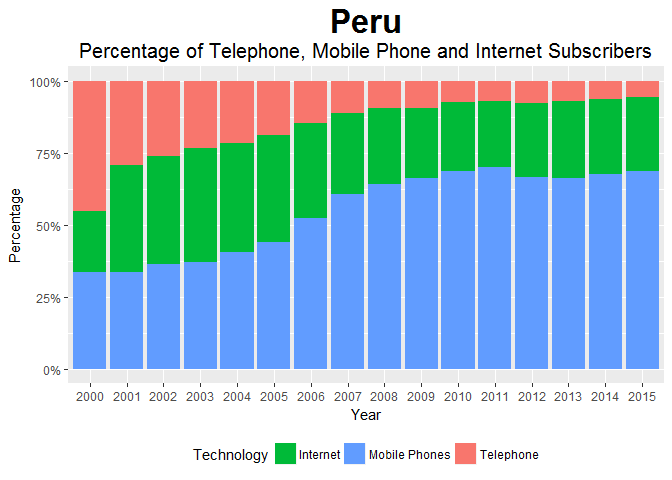 Peru
Percentage of Telephone, Mobile Phone and Internet Subscribers
100%
75%
50%
25%
0%
Percentage
2000 2001 2002 2003 2004 2005 2006 2007 2008 2009 2010 2011 2012 2013 2014 2015
Year
Technology Internet Mobile Phones Telephone